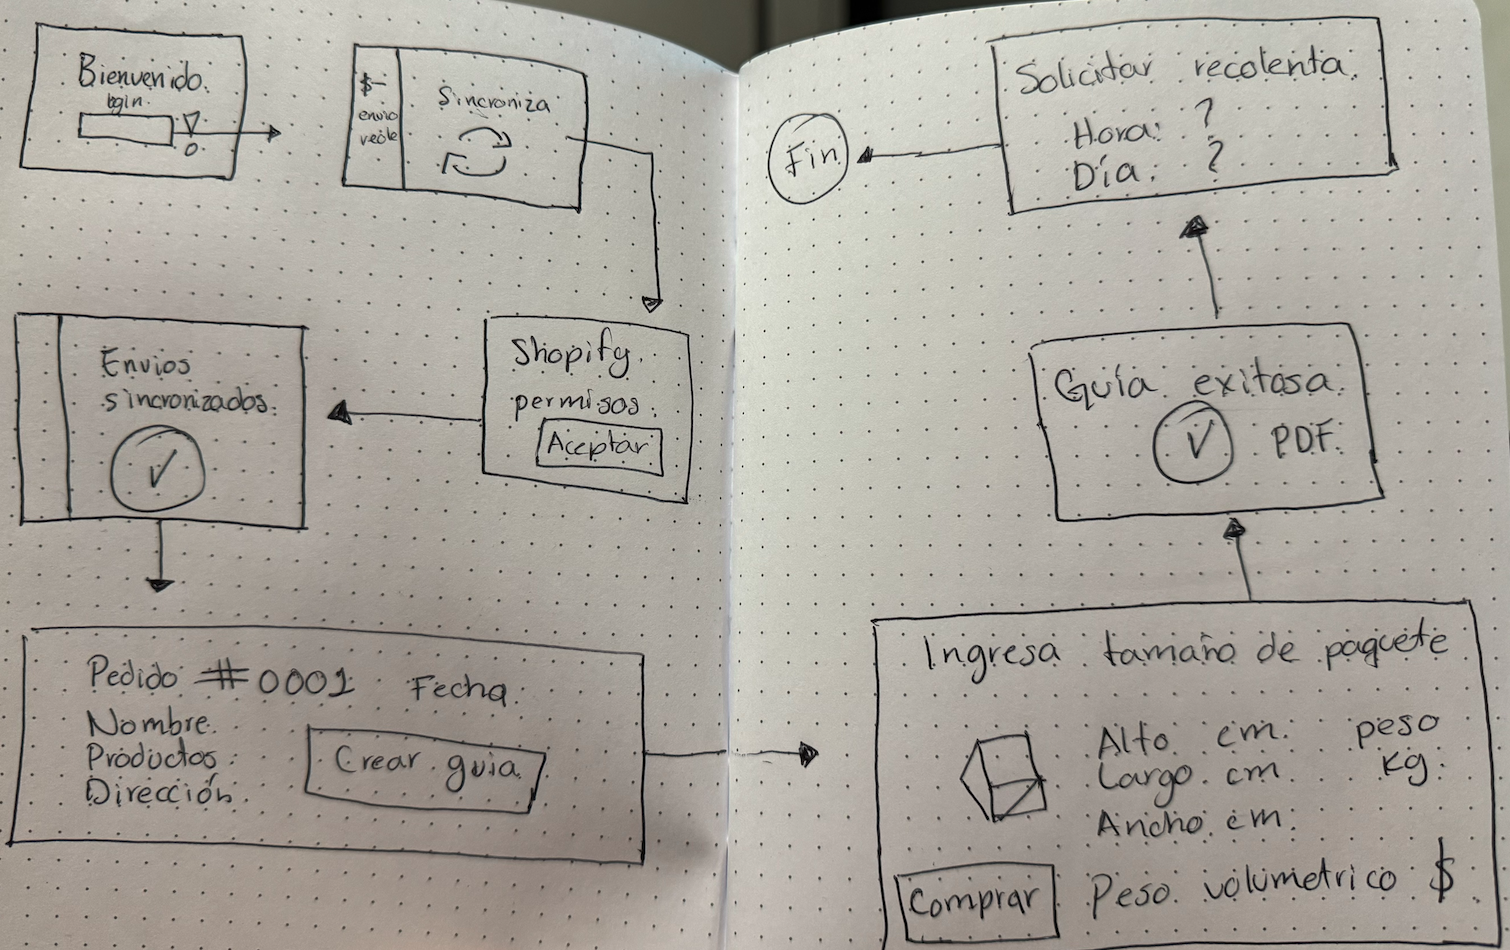 Bienvenido.
login.
$-
envio
Sincroniza
Shopify
permisos.
Aceptar
Envios
sincronizados.
Pedido #0001 Fecha
Nombre
Productos
Dirección
Crear guia
Ingresa tamaño de paquete
Alto cm. peso
Largo cm kg.
Ancho cm.
Comprar Peso volumetrico $
Guía exitosa
✓ PDF.
Solicitar recolenta.
Hora: ?
Día: ?
Fin